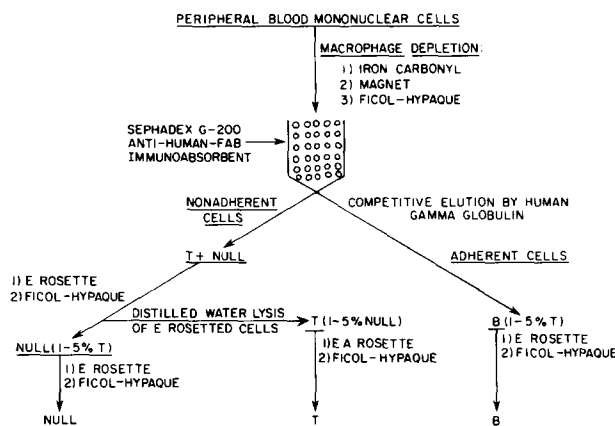 PERIPHERAL BLOOD MONONUCLEAR CELLS
MACROPHAGE DEPLETION:
1) IRON CARBONYL
2) MAGNET
3) FICOL-HYPAQUE
SEPHADEX G-200
ANTI-HUMAN-FAB
IMMUNOABSORBENT
NONADHERENT
CELLS
COMPETITIVE ELUTION BY HUMAN
GAMMA GLOBULIN
T+ NULL
ADHERENT CELLS
1) E ROSETTE
2) FICOL-HYPAQUE
DISTILLED WATER LYSIS
OF E ROSETTED CELLS
T (1-5% NULL)
B (1-5% T)
NULL (1-5% T)
1) E ROSETTE
2) FICOL-HYPAQUE
1) E A ROSETTE
2) FICOL-HYPAQUE
1) E ROSETTE
2) FICOL-HYPAQUE
NULL
T
B